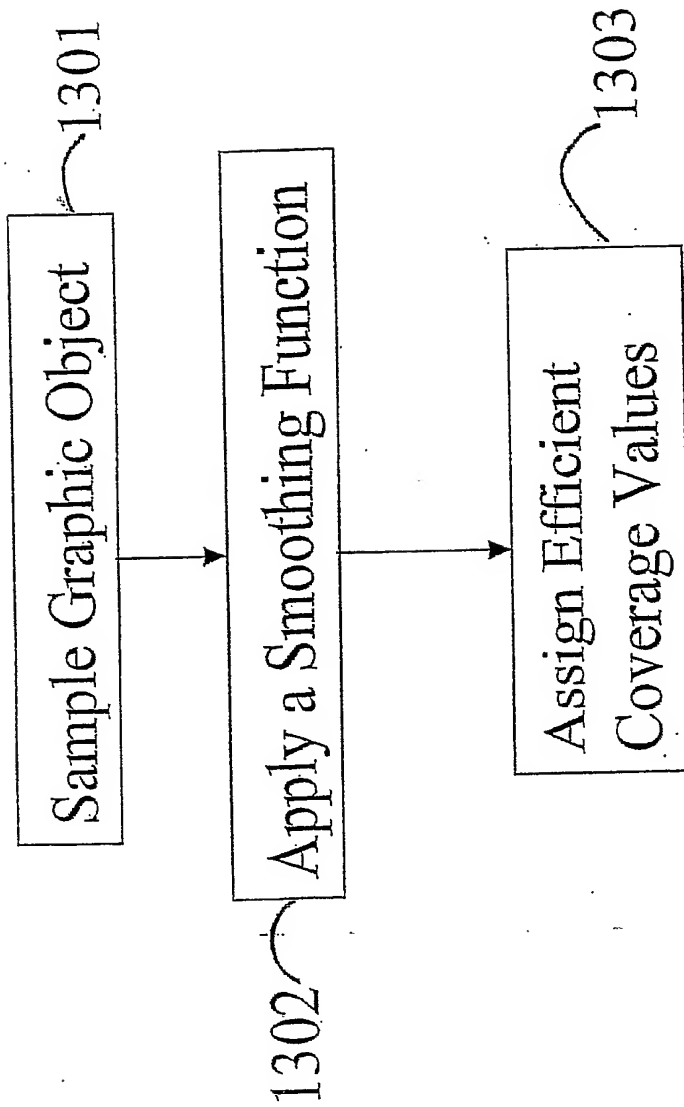 Sample Graphic Object
1301
Apply a Smoothing Function
1302
Assign Efficient
Coverage Values
1303